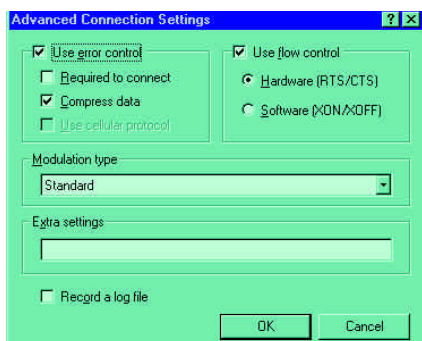 Advanced Connection Settings
Use error control
Required to connect
Compress data
Use cellular protocol
Use flow control
Hardware (RTS/CTS)
Software (XON/XOFF)
Modulation type
Standard
Extra settings
Record a log file
OK
Cancel